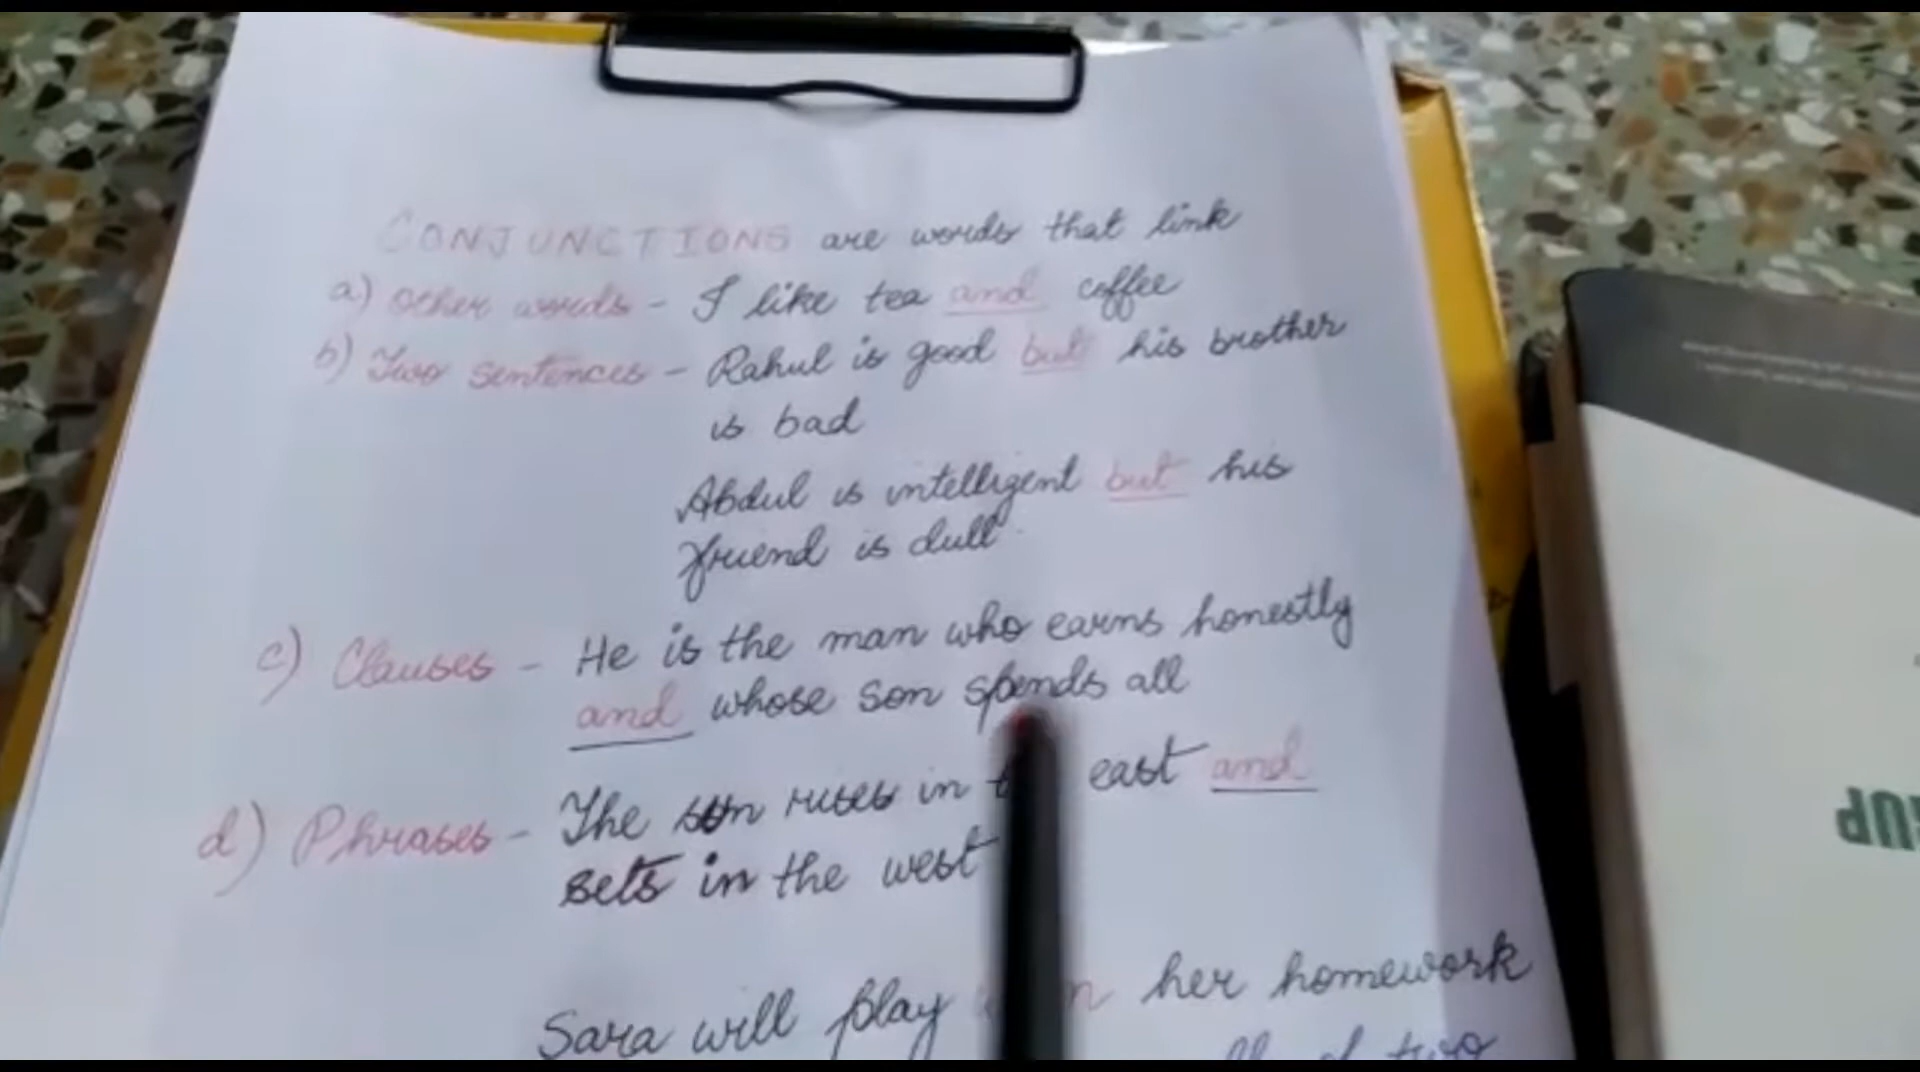 CONJUNCTIONS are words that link
a) Other words - I like tea and coffee
b) Two sentences - Rahul is good but his brother
is bad
Abdul is intelligent but his
friend is dull
c) Clauses - He is the man who earns honestly
and whose son spends all
d) Phrases - The sun rises in east and
sets in the west
Sara will play her homework
two